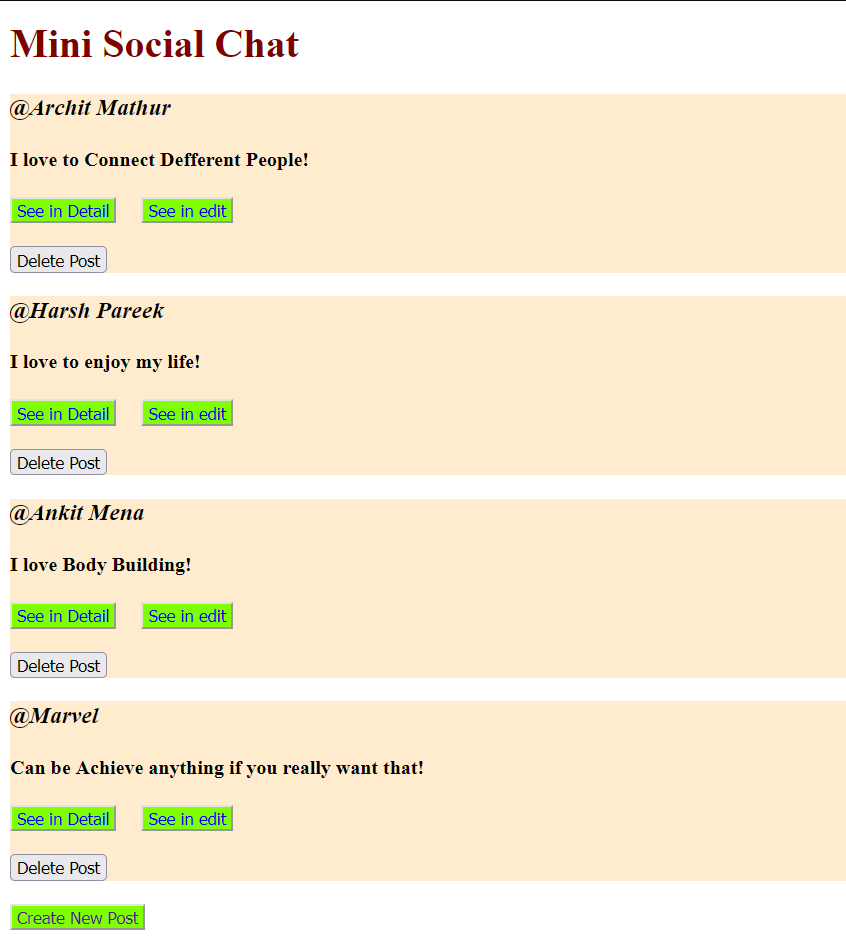 Mini Social Chat
@Archit Mathur
I love to Connect Defferent People!
See in Detail See in edit
Delete Post
@Harsh Pareek
I love to enjoy my life!
See in Detail See in edit
Delete Post
@Ankit Mena
I love Body Building!
See in Detail See in edit
Delete Post
@Marvel
Can be Achieve anything if you really want that!
See in Detail See in edit
Delete Post
Create New Post